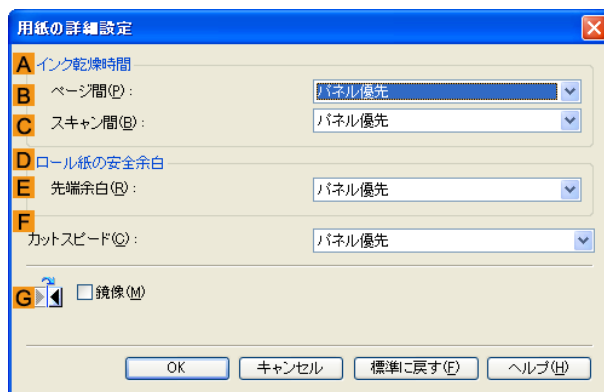 用紙の詳細設定
A インク乾燥時間
B ページ間(P): パネル優先
C スキャン間(B): パネル優先
D ロール紙の安全余白
E 先端余白(R): パネル優先
F
カットスピード(C): パネル優先
G 鏡像(M)
OK キャンセル 標準に戻す(F) ヘルプ(H)